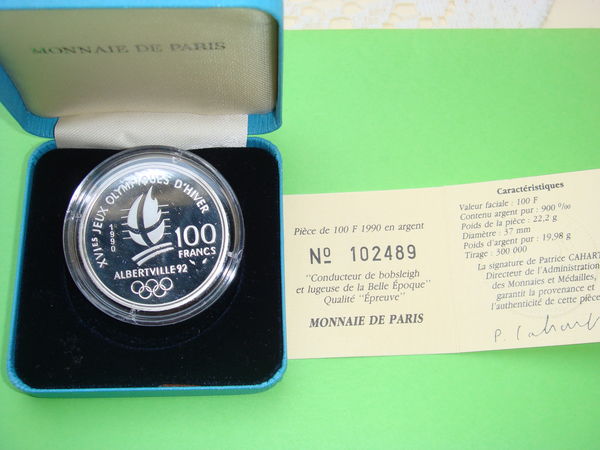 MONNAIE DE PARIS
XVIes JEUX OLYMPIQUES D'HIVER
1990
100
FRANCS
ALBERTVILLE 92
Pièce de 100 F 1990 en argent
Nº 102489
"Conducteur de bobsleigh
et lugeuse de la Belle Époque"
Qualité "Épreuve"
MONNAIE DE PARIS
Caractéristiques
Valeur faciale : 100 F
Contenu argent pur : 900 º/ºº
Poids de la pièce : 22,2 g
Diamètre : 37 mm
Poids d'argent pur : 19,98 g
Tirage : 300 000
La signature de Patrice CAHART
Directeur de l'Administration
des Monnaies et Médailles,
garantit la provenance et
l'authenticité de cette pièce
P. Cahart